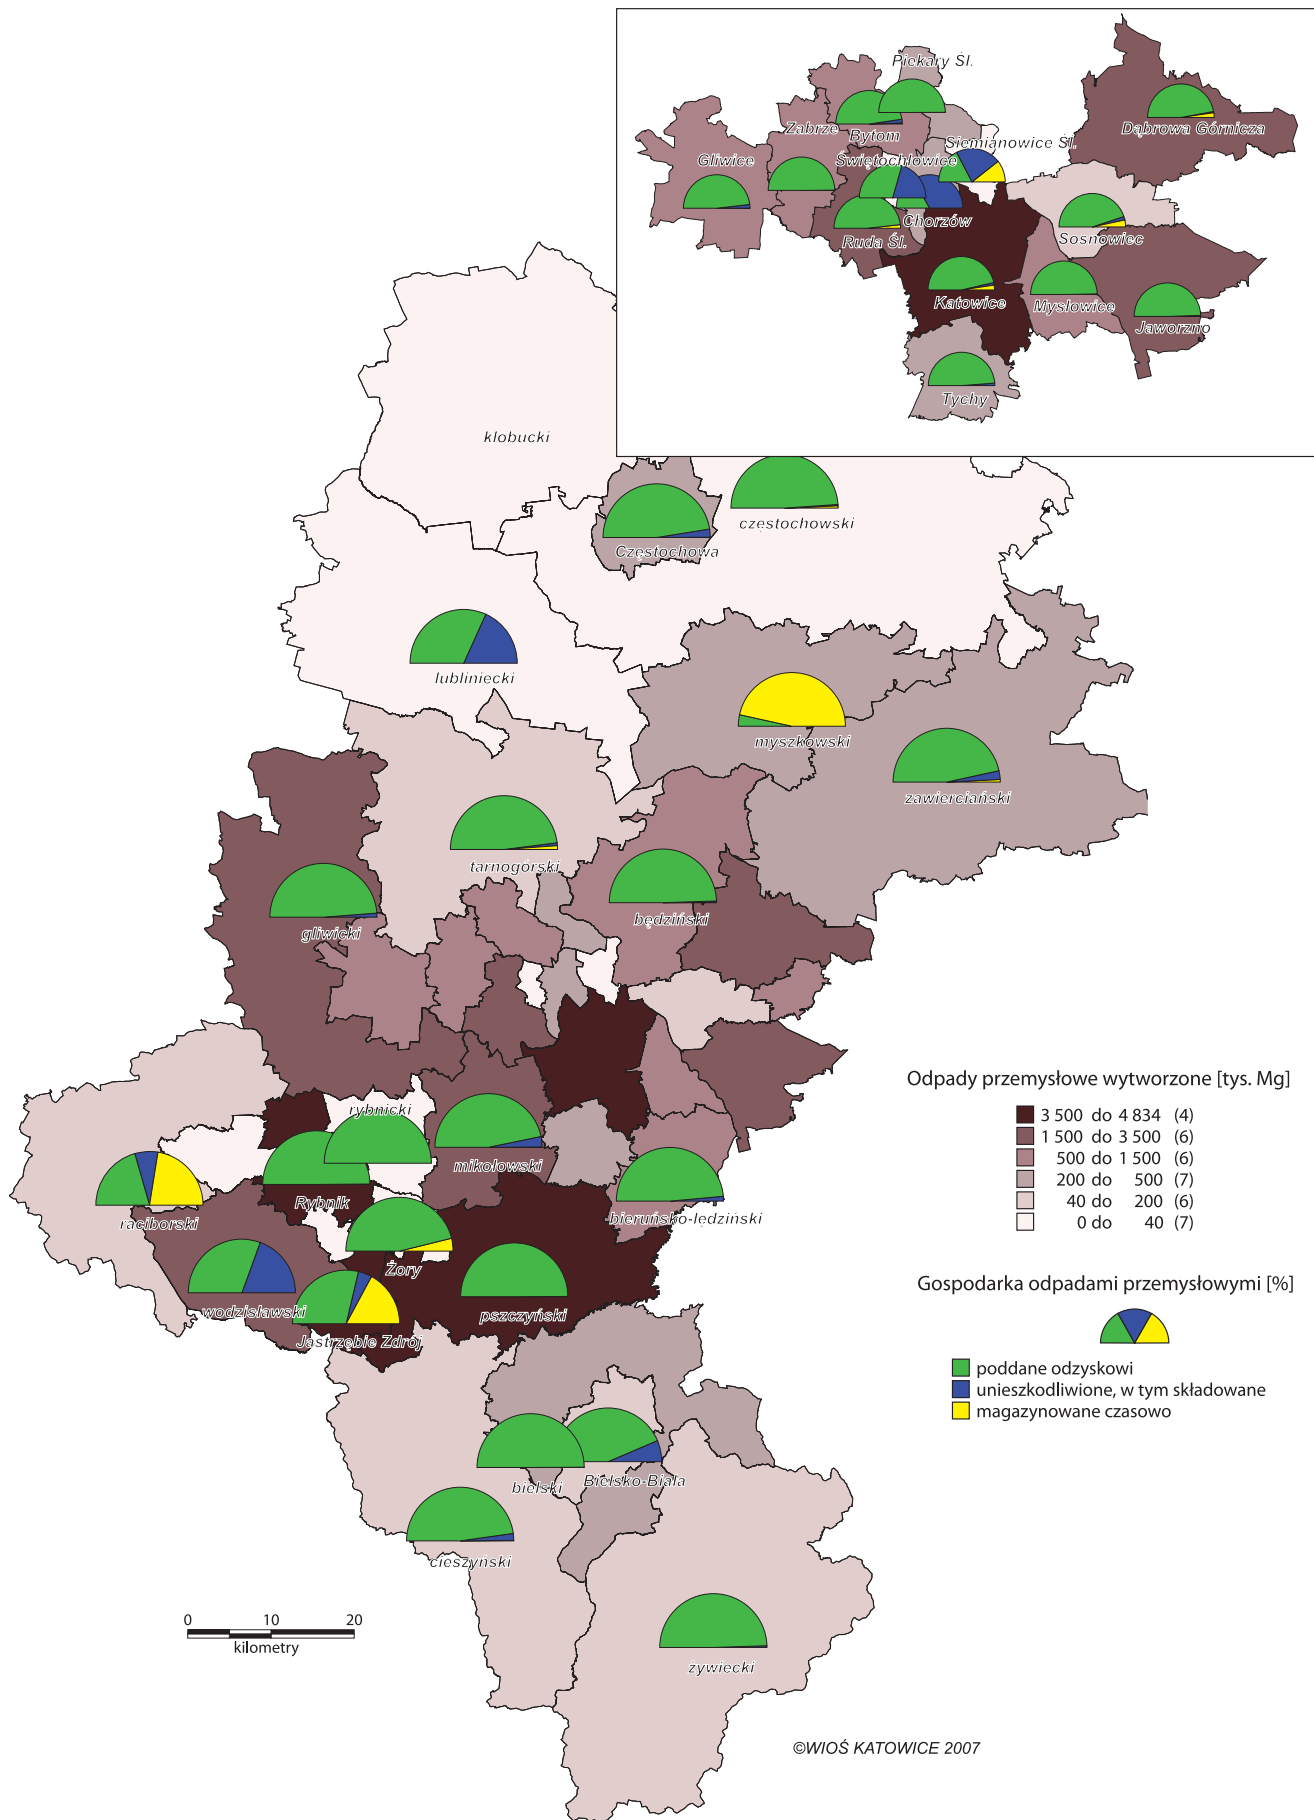 Piekary Śl.
Dąbrowa Górnicza
Zabrze
Bytom
Siemianowice Śl.
Gliwice
Świętochłowice
Chorzów
Ruda Śl.
Sosnowiec
Katowice
Mysłowice
Jaworzno
Tychy
kłobucki
częstochowski
Częstochowa
lubliniecki
myszkowski
zawierciański
tarnogórski
będziński
gliwicki
Odpady przemysłowe wytworzone [tys. Mg]
3 500 do 4 834 (4)
1 500 do 3 500 (6)
500 do 1 500 (6)
200 do 500 (7)
40 do 200 (6)
0 do 40 (7)
rybnicki
mikołowski
Rybnik
raciborski
bieruńsko-lędziński
Żory
wodzisławski
pszczyński
Jastrzębie Zdrój
Gospodarka odpadami przemysłowymi [%]
poddane odzyskowi
unieszkodliwione, w tym składowane
magazynowane czasowo
bielski
Bielsko-Biala
cieszyński
żywiecki
0 10 20
kilometry
©WIOŚ KATOWICE 2007